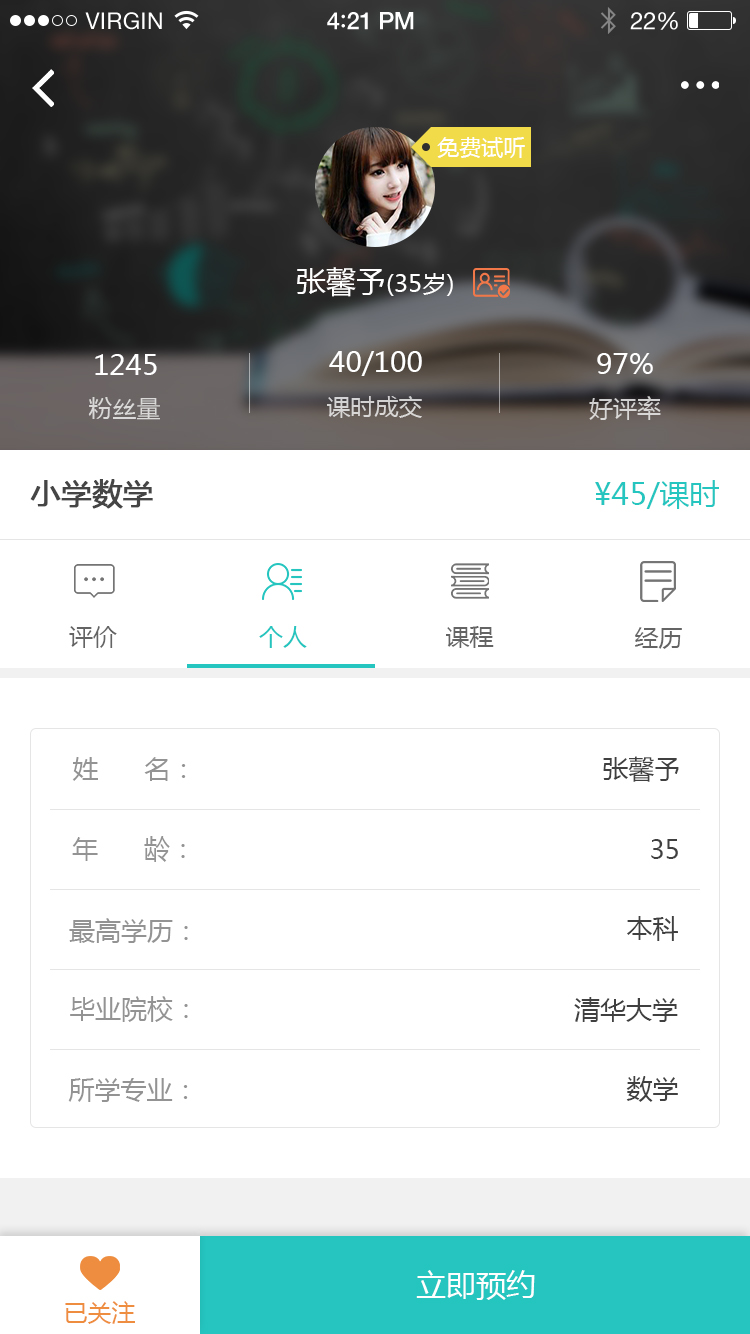 VIRGIN 4:21 PM 22%
免费试听
张馨予(35岁)
1245 40/100 97%
粉丝量 课时成交 好评率
小学数学 ¥45/课时
评价 个人 课程 经历
姓 名： 张馨予
年 龄： 35
最高学历： 本科
毕业院校： 清华大学
所学专业： 数学
已关注 立即预约